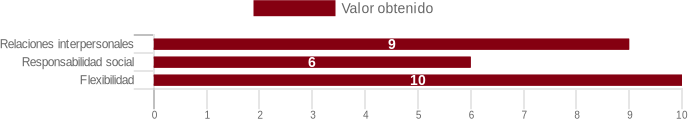 Valor obtenido
Relaciones interpersonales 9
Responsabilidad social 6
Flexibilidad 10
0 1 2 3 4 5 6 7 8 9 10